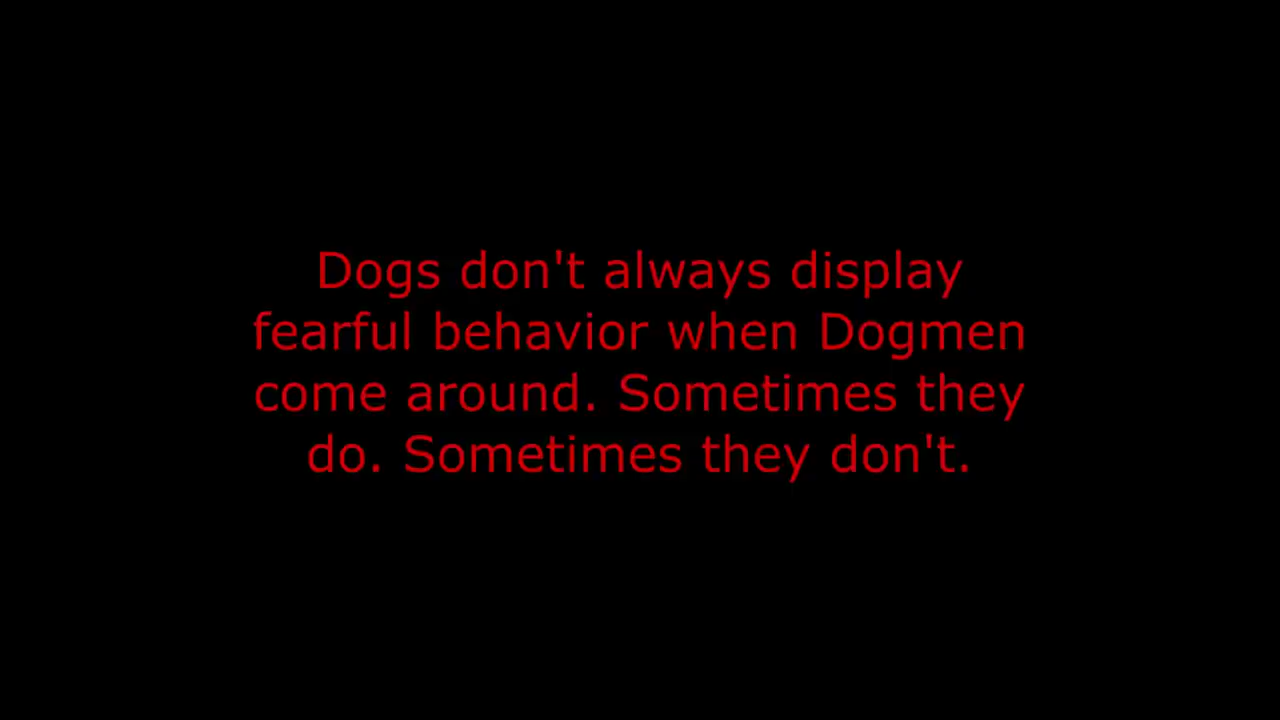 Dogs don't always display
fearful behavior when Dogmen
come around. Sometimes they
do. Sometimes they don't.